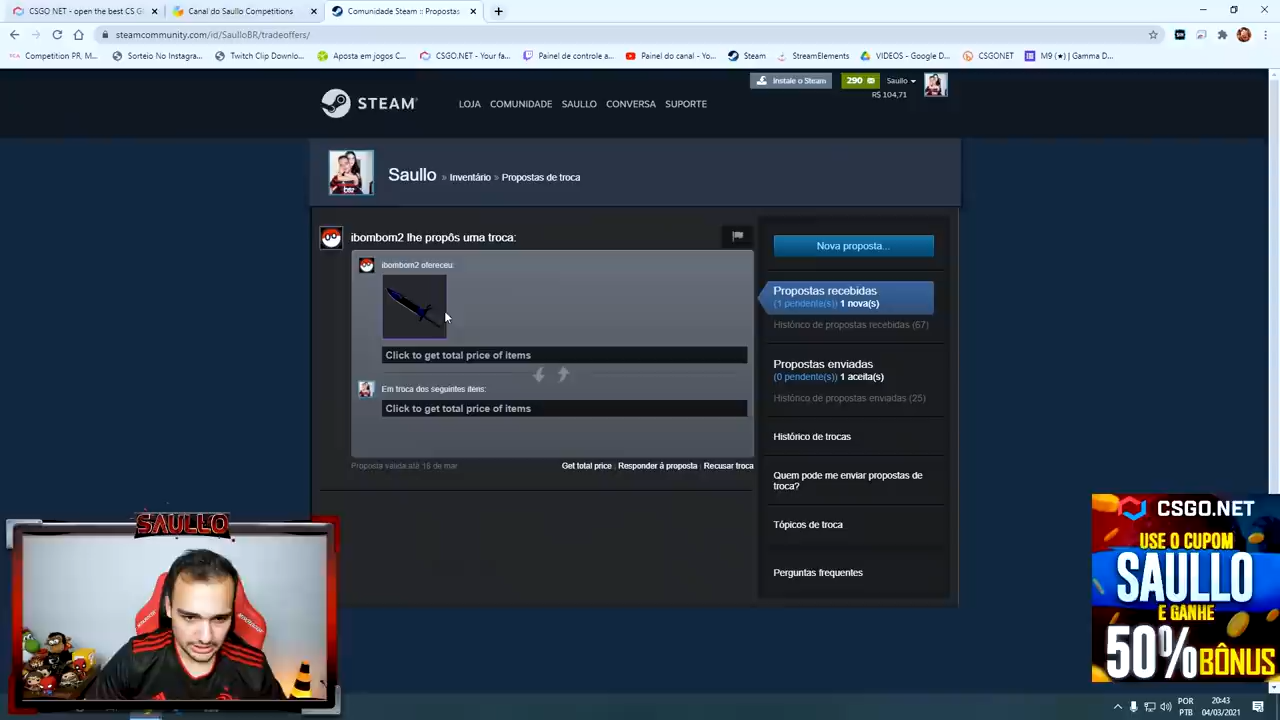 CSGO NET - open the best CS G
Canal do Saullo Competitions
Comunidade Steam :: Propostas
steamcommunity.com/id/SaulloBR/tradeoffers/
Competition PR, M...
Sorteio No Instagra...
Twitch Clip Downlo...
Aposta em jogos C...
CSGO.NET - Your fa...
Painel de controle a...
Painel do canal - Yo...
Steam
StreamElements
VIDEOS - Google D...
CSGONET
M9 (★) | Gamma D...
Instale o Steam
290
Saullo
R$ 104,71
STEAM
LOJA COMUNIDADE SAULLO CONVERSA SUPORTE
Saullo » Inventário » Propostas de troca
ibombom2 lhe propôs uma troca:
ibombom2 ofereceu:
Click to get total price of items
Em troca dos seguintes itens:
Click to get total price of items
Proposta válida até 18 de mar
Get total price . Responder à proposta | Recusar troca
Nova proposta...
Propostas recebidas
(1 pendente(s)) 1 nova(s)
Histórico de propostas recebidas (67)
Propostas enviadas
(0 pendente(s)) 1 aceita(s)
Histórico de propostas enviadas (25)
Histórico de trocas
Quem pode me enviar propostas de
troca?
Tópicos de troca
Perguntas frequentes
SAULLO
CSGO.NET
USE O CUPOM
SAULLO
E GANHE
50% BÔNUS
POR
PTB
20:43
04/03/2021